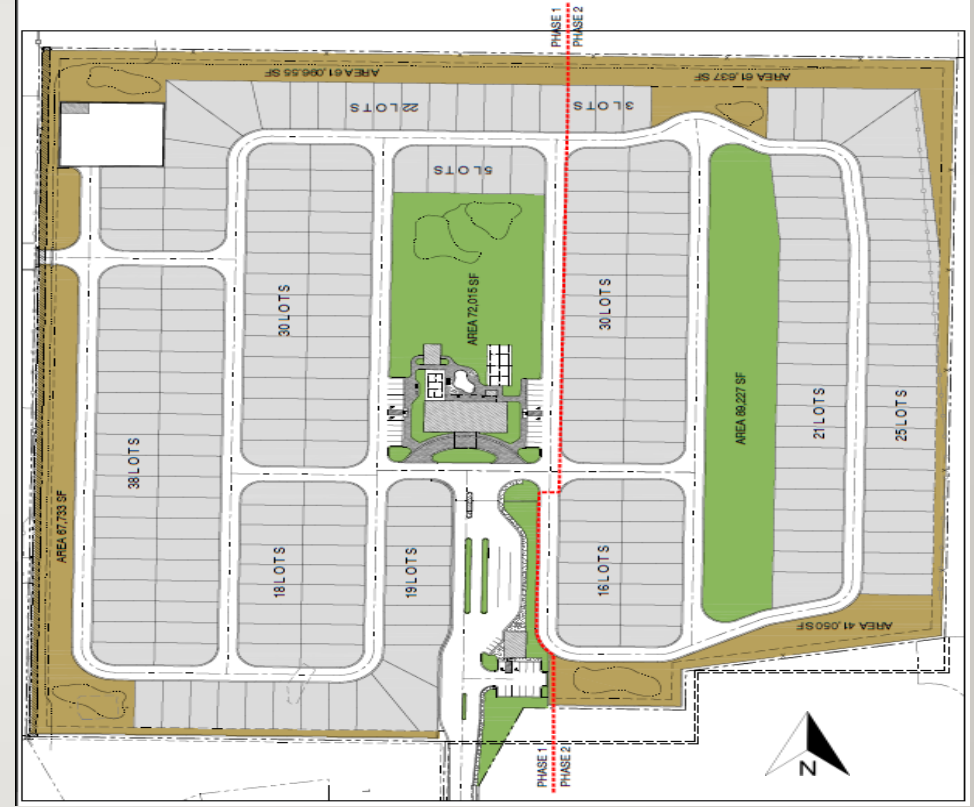 PHASE 1
PHASE 2
AREA 61,096.55 SF
AREA 61,637 SF
22 LOTS
3 LOTS
5 LOTS
30 LOTS
AREA 72,015 SF
30 LOTS
38 LOTS
AREA 89,227 SF
21 LOTS
25 LOTS
AREA 67,733 SF
18 LOTS
19 LOTS
16 LOTS
AREA 41,050 SF
PHASE 1
PHASE 2
N